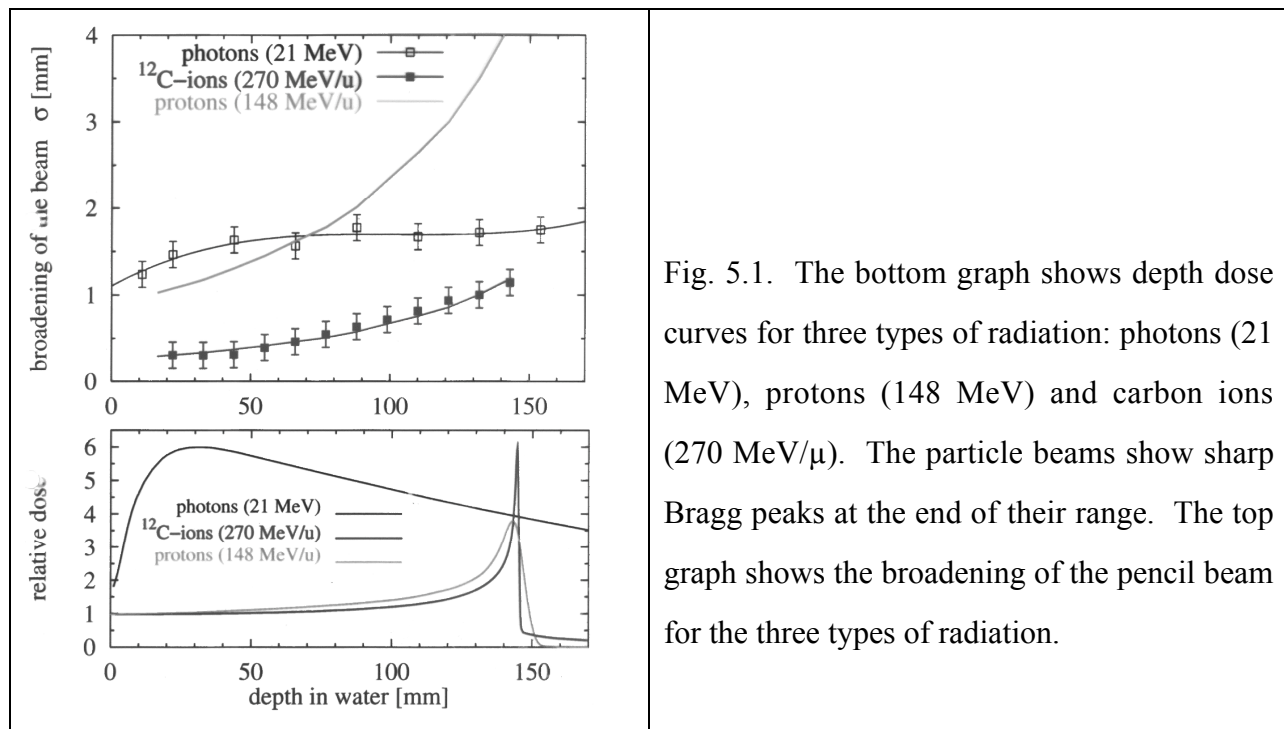 4
3
2
1
0
broadening of the beam σ [mm]
photons (21 MeV)
¹²C−ions (270 MeV/u)
protons (148 MeV/u)
0 50 100 150
6
5
4
3
2
1
0
relative dose
photons (21 MeV)
¹²C−ions (270 MeV/u)
protons (148 MeV/u)
0 50 100 150
depth in water [mm]
Fig. 5.1. The bottom graph shows depth dose
curves for three types of radiation: photons (21
MeV), protons (148 MeV) and carbon ions
(270 MeV/μ). The particle beams show sharp
Bragg peaks at the end of their range. The top
graph shows the broadening of the pencil beam
for the three types of radiation.